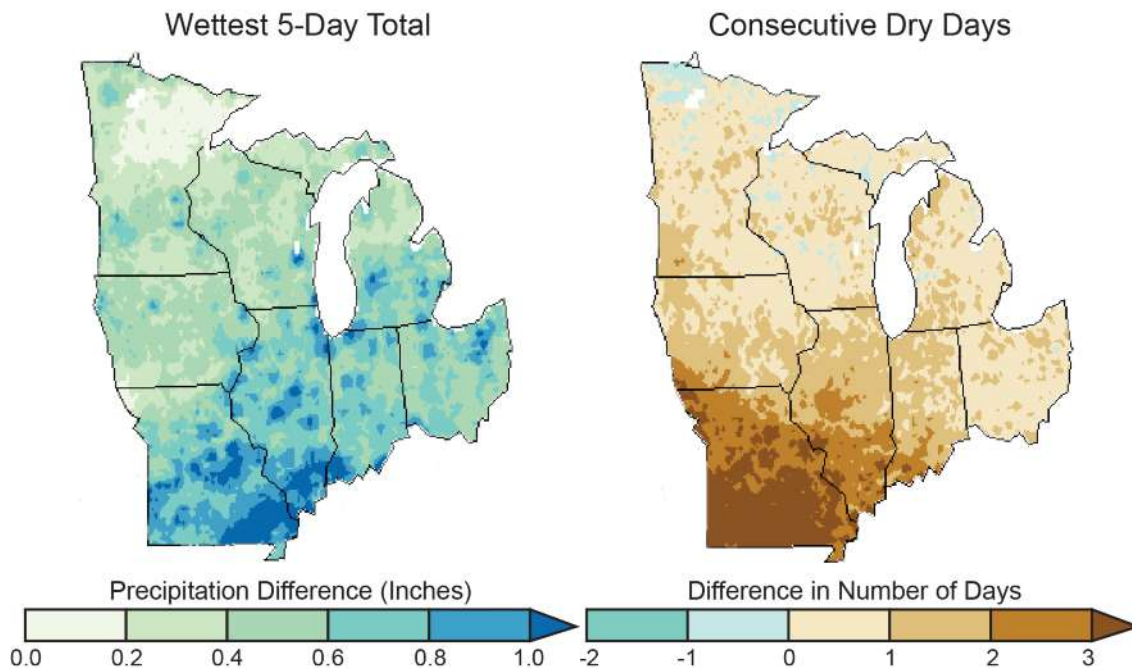 Wettest 5-Day Total
Consecutive Dry Days
Precipitation Difference (Inches)
0.0 0.2 0.4 0.6 0.8 1.0
Difference in Number of Days
-2 -1 0 1 2 3